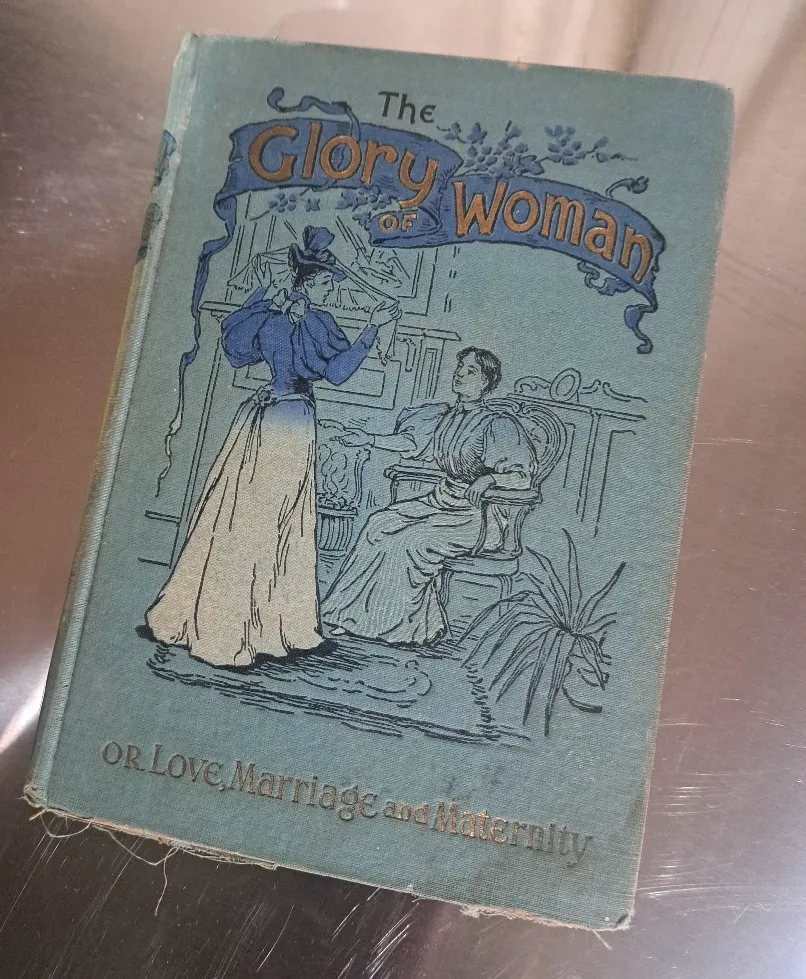 The
Glory
OF Woman
OR LOVE, Marriage and Maternity